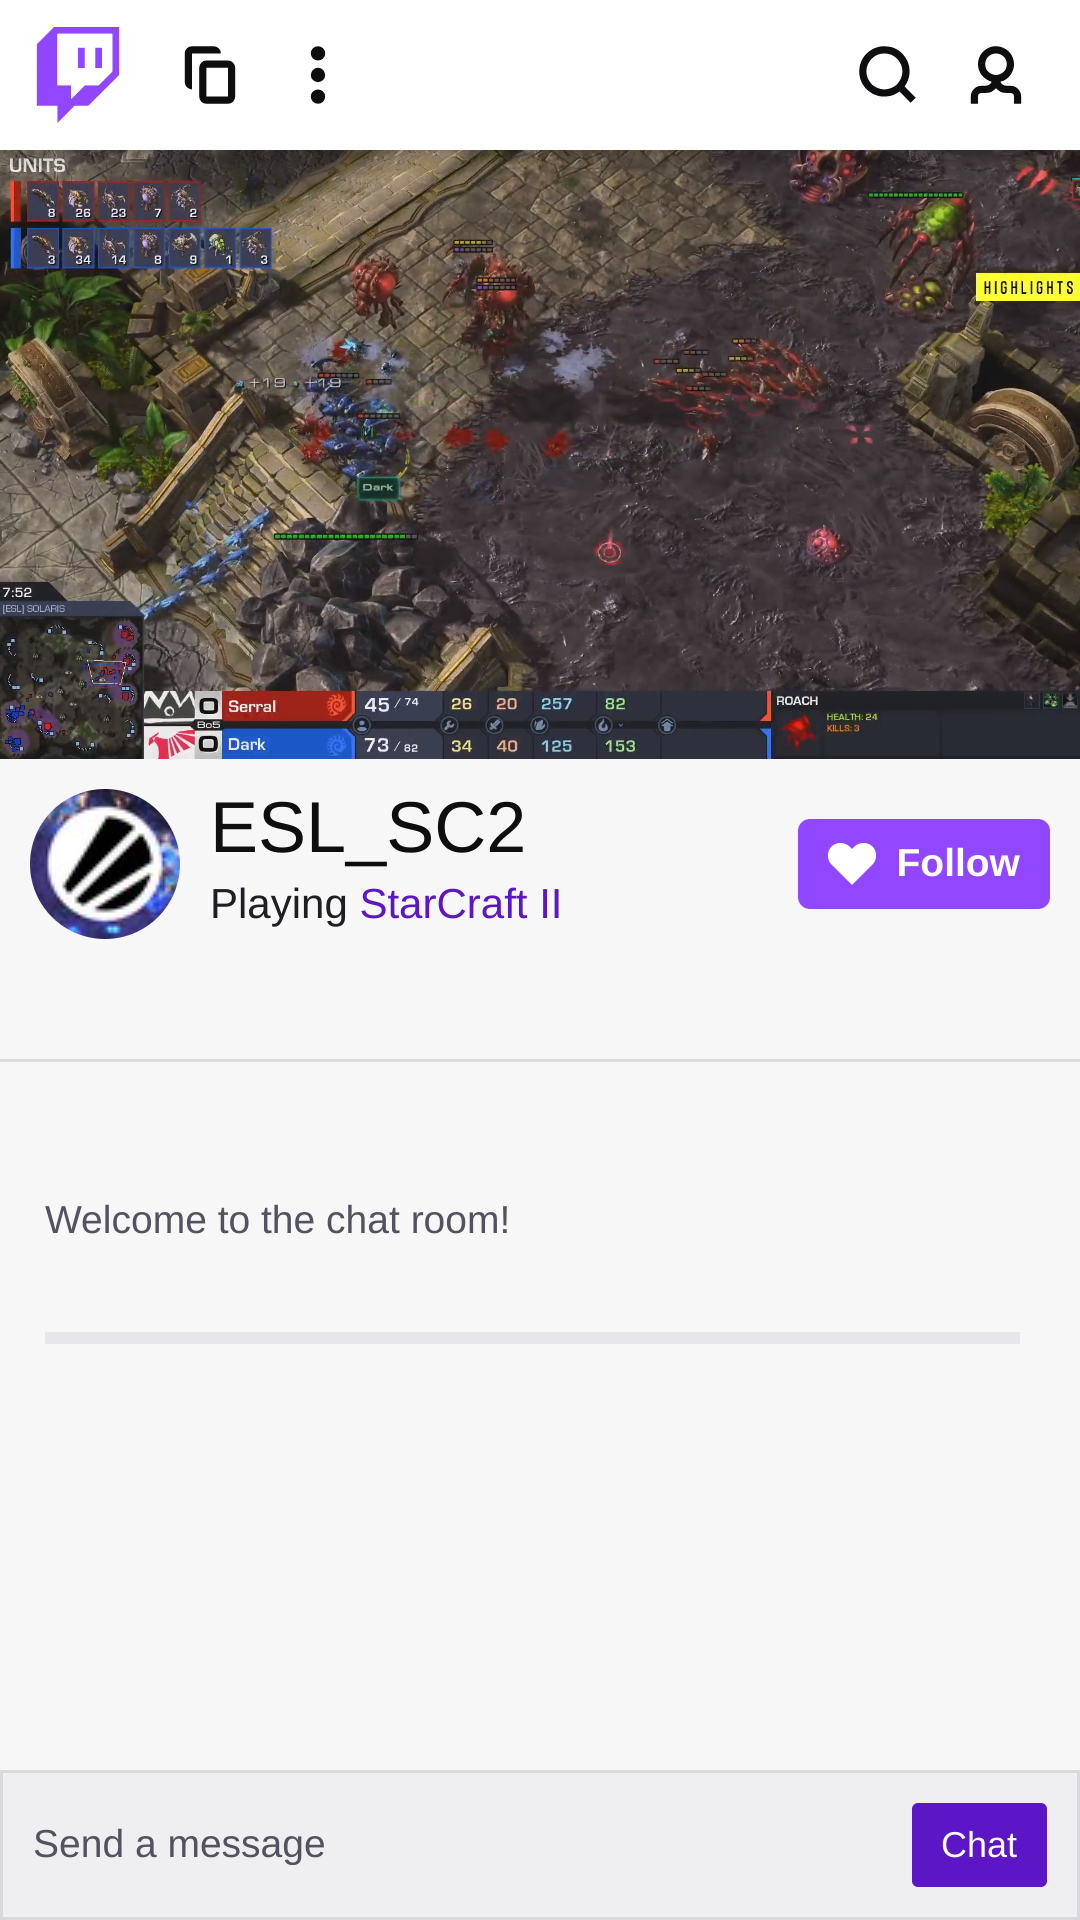 UNITS
8 26 23 7 2
3 34 14 8 9 1 3
HIGHLIGHTS
+19 +19
Dark
7:52
[ESL] SOLARIS
0 Serral 45 / 74 26 20 257 82
Bo5
0 Dark 73 / 82 34 40 125 153
ROACH
HEALTH: 24
KILLS: 3
ESL_SC2
Playing StarCraft II
Follow
Welcome to the chat room!
Send a message
Chat